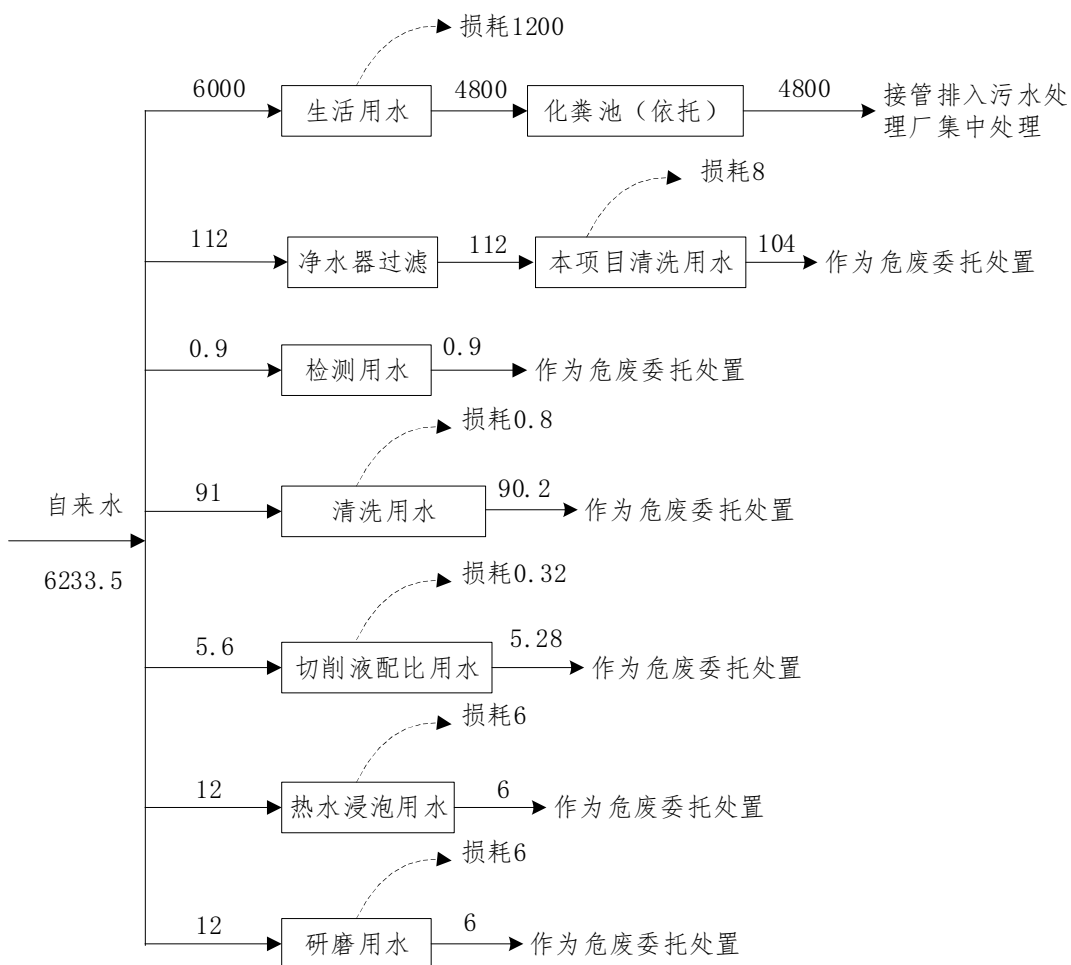 损耗1200
6000
生活用水
4800
化粪池（依托）
4800
接管排入污水处
理厂集中处理
损耗8
112
净水器过滤
112
本项目清洗用水
104
作为危废委托处置
0.9
检测用水
0.9
作为危废委托处置
损耗0.8
自来水
6233.5
91
清洗用水
90.2
作为危废委托处置
损耗0.32
5.6
切削液配比用水
5.28
作为危废委托处置
损耗6
12
热水浸泡用水
6
作为危废委托处置
损耗6
12
研磨用水
6
作为危废委托处置